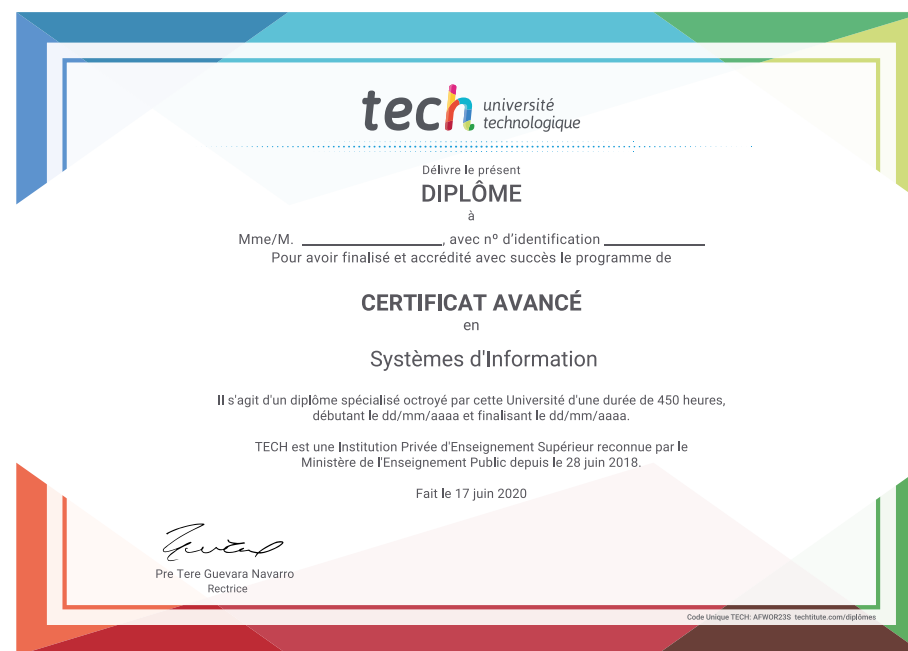 tech université
technologique
Délivre le présent
DIPLÔME
à
Mme/M. ____________________, avec nº d'identification ______________
Pour avoir finalisé et accrédité avec succès le programme de
CERTIFICAT AVANCÉ
en
Systèmes d'Information
Il s'agit d'un diplôme spécialisé octroyé par cette Université d'une durée de 450 heures,
débutant le dd/mm/aaaa et finalisant le dd/mm/aaaa.
TECH est une Institution Privée d'Enseignement Supérieur reconnue par le
Ministère de l'Enseignement Public depuis le 28 juin 2018.
Fait le 17 juin 2020
Pre Tere Guevara Navarro
Rectrice
Code Unique TECH: AFWOR23S techtitute.com/diplômes